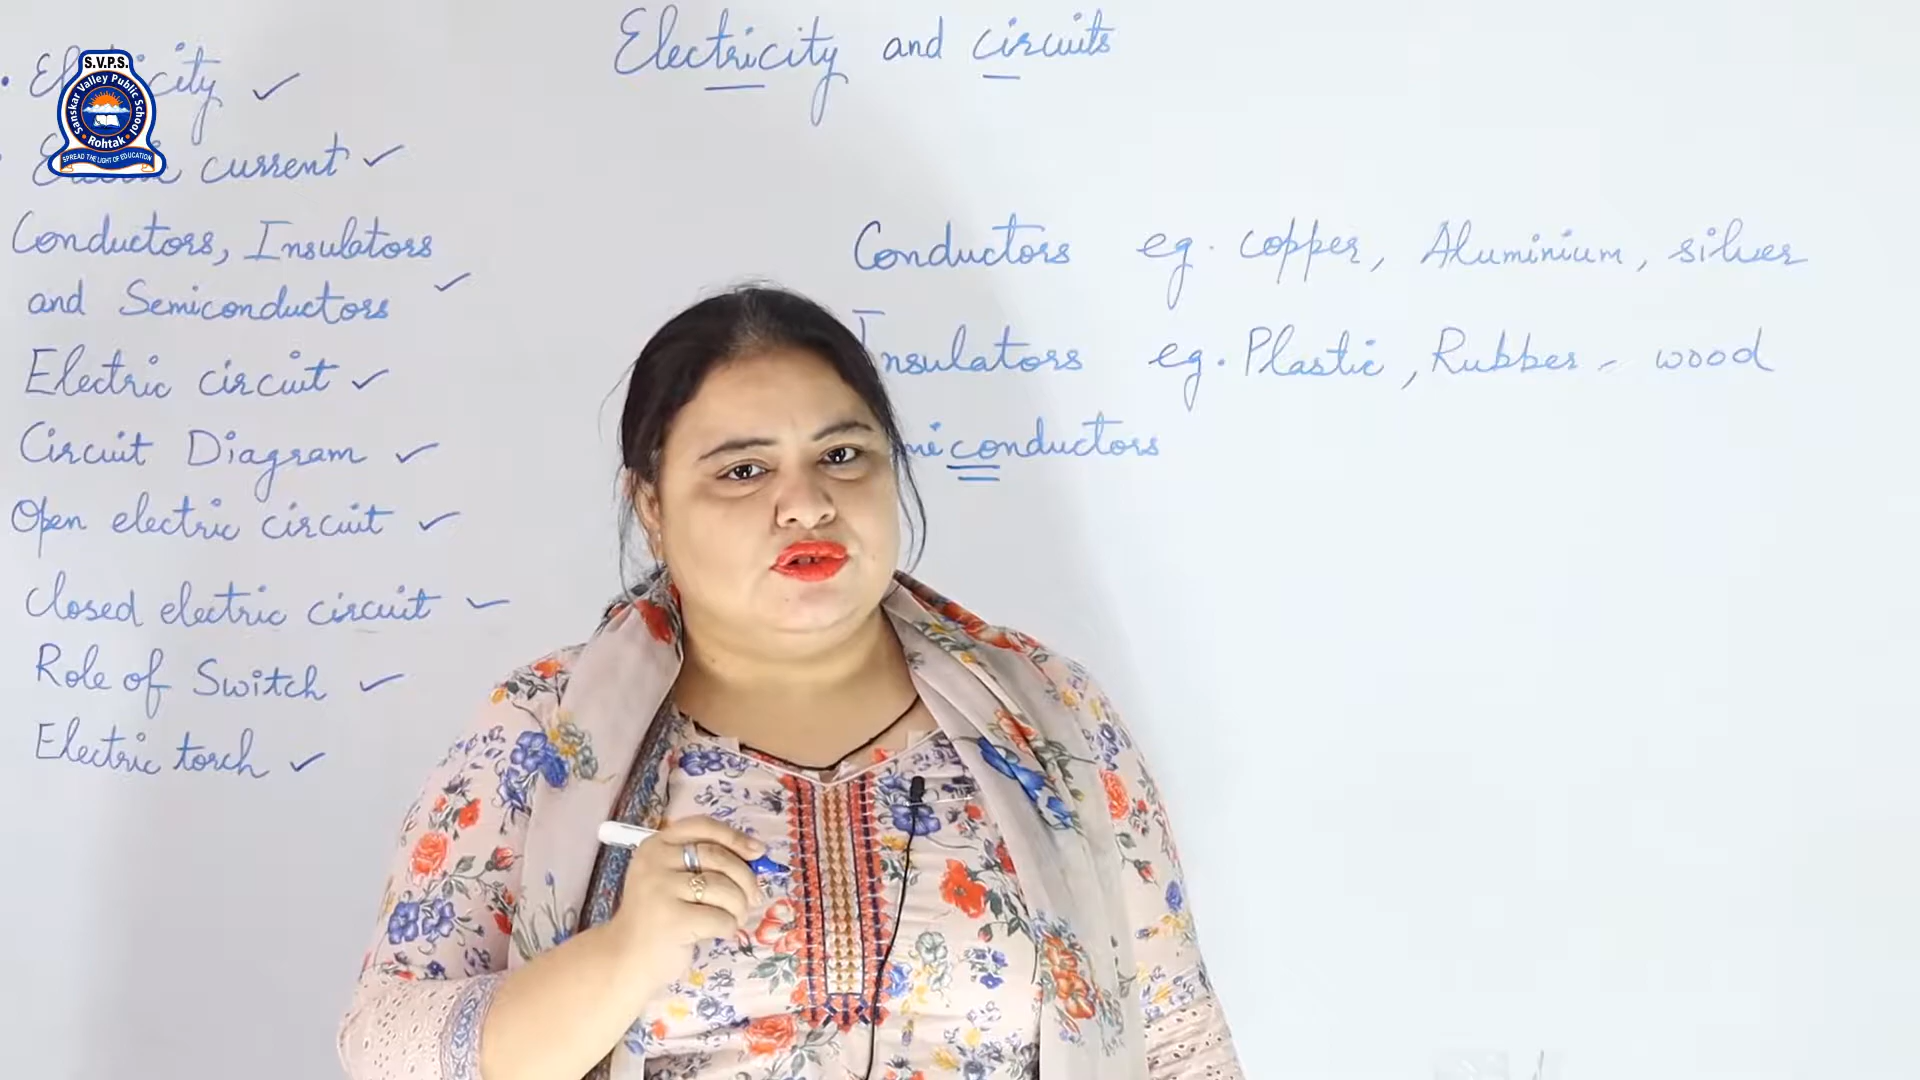 S.V.P.S.
Sanskar Valley Public School
Rohtak
SPREAD THE LIGHT OF EDUCATION
Electricity and circuits
current
Conductors, Insulators
and Semiconductors
Electric circuit
Circuit Diagram
Open electric circuit
Closed electric circuit
Role of Switch
Electric torch
Conductors eg. copper, Aluminium, silver
Insulators eg. Plastic, Rubber - wood
miconductors